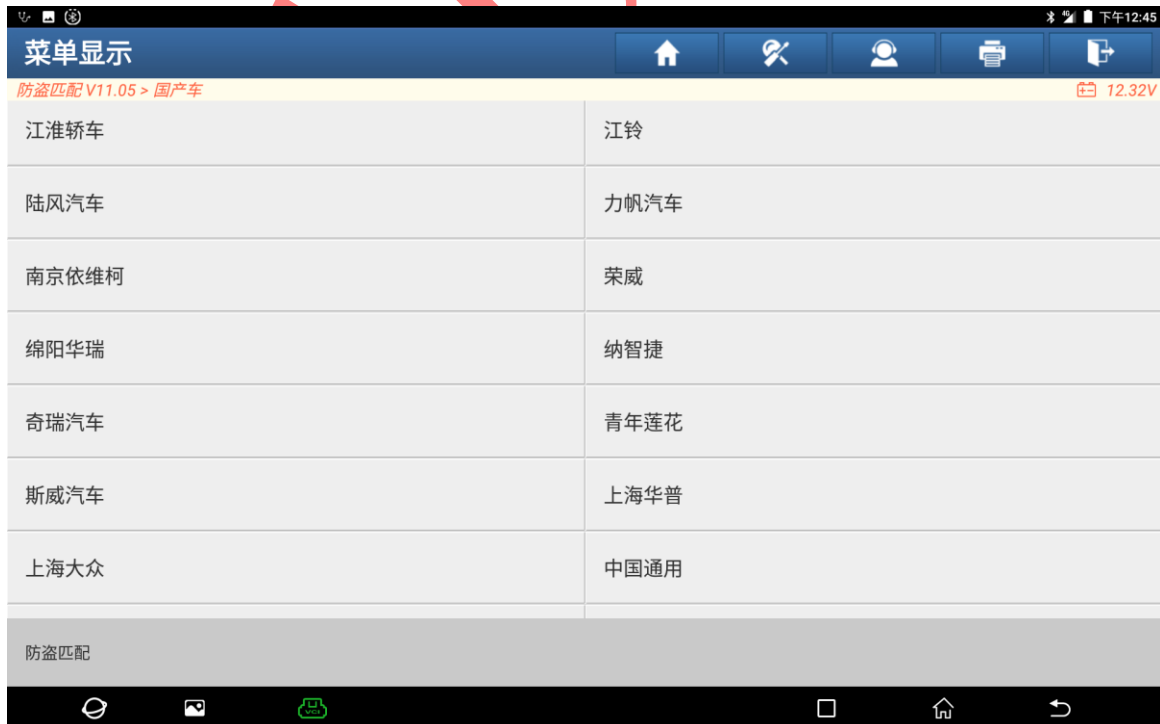 4G 下午12:45
菜单显示
防盗匹配 V11.05 > 国产车 12.32V
江淮轿车 江铃
陆风汽车 力帆汽车
南京依维柯 荣威
绵阳华瑞 纳智捷
奇瑞汽车 青年莲花
斯威汽车 上海华普
上海大众 中国通用
防盗匹配
VCI